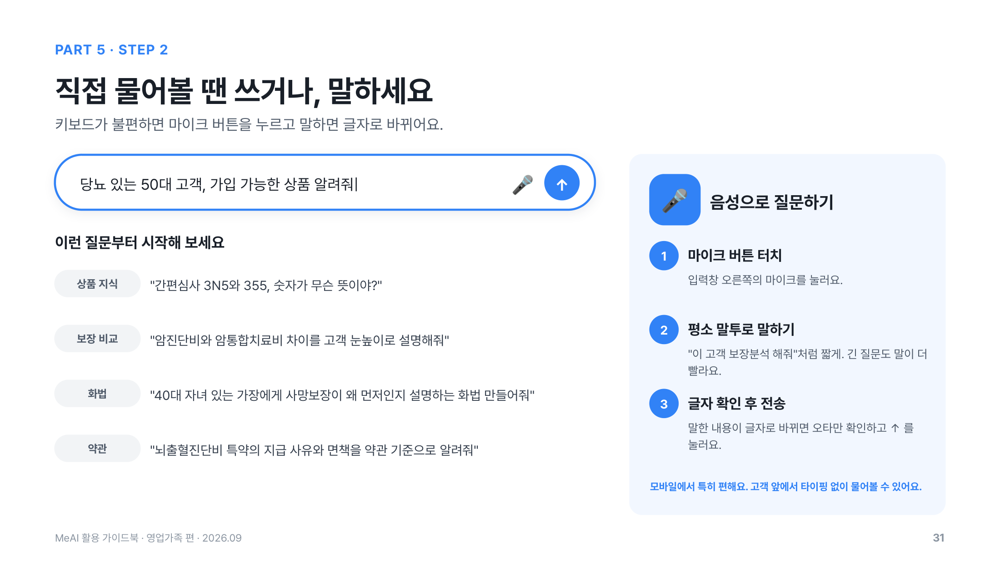 PART 5 · STEP 2
직접 물어볼 땐 쓰거나, 말하세요
키보드가 불편하면 마이크 버튼을 누르고 말하면 글자로 바뀌어요.
당뇨 있는 50대 고객, 가입 가능한 상품 알려줘|
이런 질문부터 시작해 보세요
상품 지식
"간편심사 3N5와 355, 숫자가 무슨 뜻이야?"
보장 비교
"암진단비와 암통합치료비 차이를 고객 눈높이로 설명해줘"
화법
"40대 자녀 있는 가장에게 사망보장이 왜 먼저인지 설명하는 화법 만들어줘"
약관
"뇌출혈진단비 특약의 지급 사유와 면책을 약관 기준으로 알려줘"
음성으로 질문하기
1
마이크 버튼 터치
입력창 오른쪽의 마이크를 눌러요.
2
평소 말투로 말하기
"이 고객 보장분석 해줘"처럼 짧게. 긴 질문도 말이 더
빨라요.
3
글자 확인 후 전송
말한 내용이 글자로 바뀌면 오타만 확인하고 ↑ 를
눌러요.
모바일에서 특히 편해요. 고객 앞에서 타이핑 없이 물어볼 수 있어요.
MeAI 활용 가이드북 · 영업가족 편 · 2026.09
31